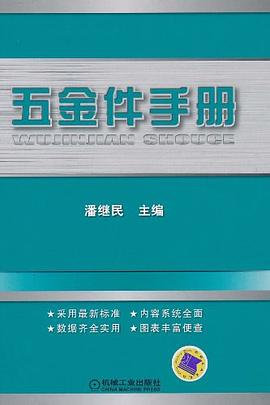 五金件手册
WUJINJIAN SHOUCE
潘继民 主编
★采用最新标准 ★内容系统全面
★数据齐全实用 ★图表丰富便查
机械工业出版社
CHINA MACHINE PRESS